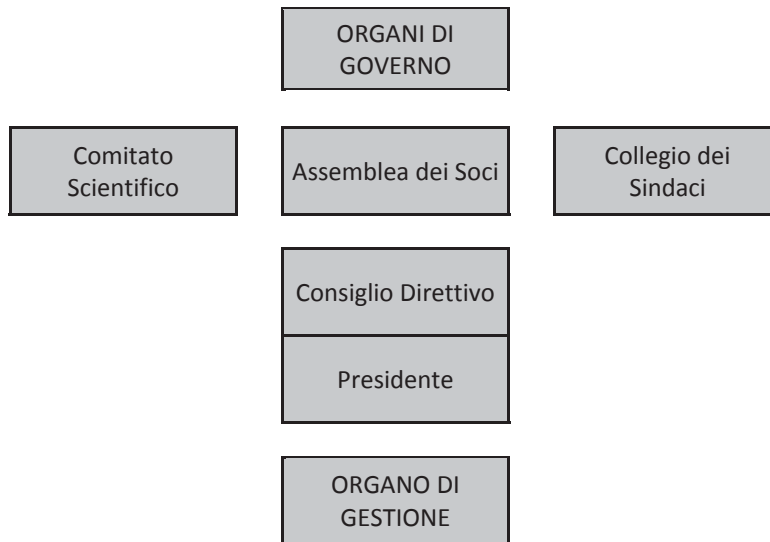 ORGANI DI
GOVERNO
Comitato
Scientifico
Assemblea dei Soci
Collegio dei
Sindaci
Consiglio Direttivo
Presidente
ORGANO DI
GESTIONE